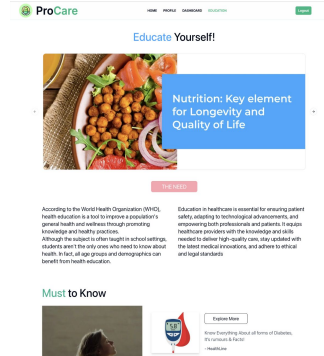 ProCare
HOME PROFILE DASHBOARD EDUCATION
Logout
Educate Yourself!
Nutrition: Key element
for Longevity and
Quality of Life
THE NEED
According to the World Health Organization (WHO),
health education is a tool to improve a population's
general health and wellness through promoting
knowledge and healthy practices.
Although the subject is often taught in school settings,
students aren't the only ones who need to know about
health. In fact, all age groups and demographics can
benefit from health education.
Education in healthcare is essential for ensuring patient
safety, adapting to technological advancements, and
empowering both professionals and patients. It equips
healthcare providers with the knowledge and skills
needed to deliver high-quality care, stay updated with
the latest medical innovations, and adhere to ethical
and legal standards
Must to Know
Explore More
Know Everything About all forms of Diabetes,
It's rumours & Facts!
- HealthLine